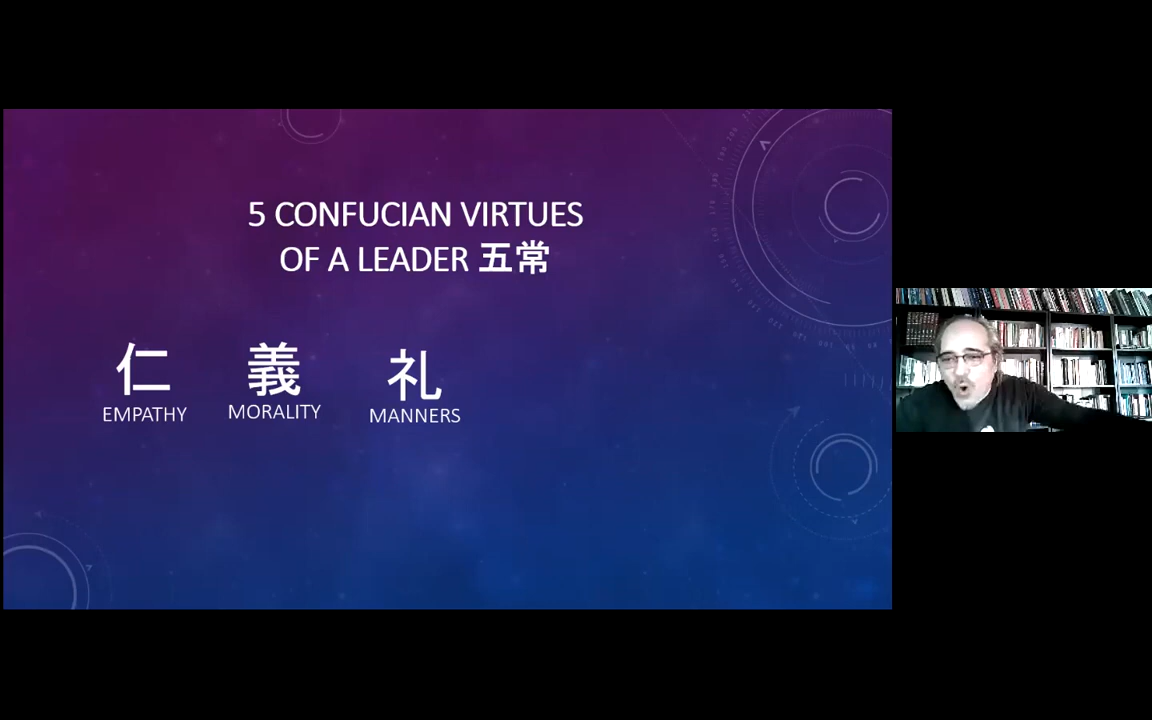 5 CONFUCIAN VIRTUES
OF A LEADER 五常
仁 義 礼
EMPATHY MORALITY MANNERS